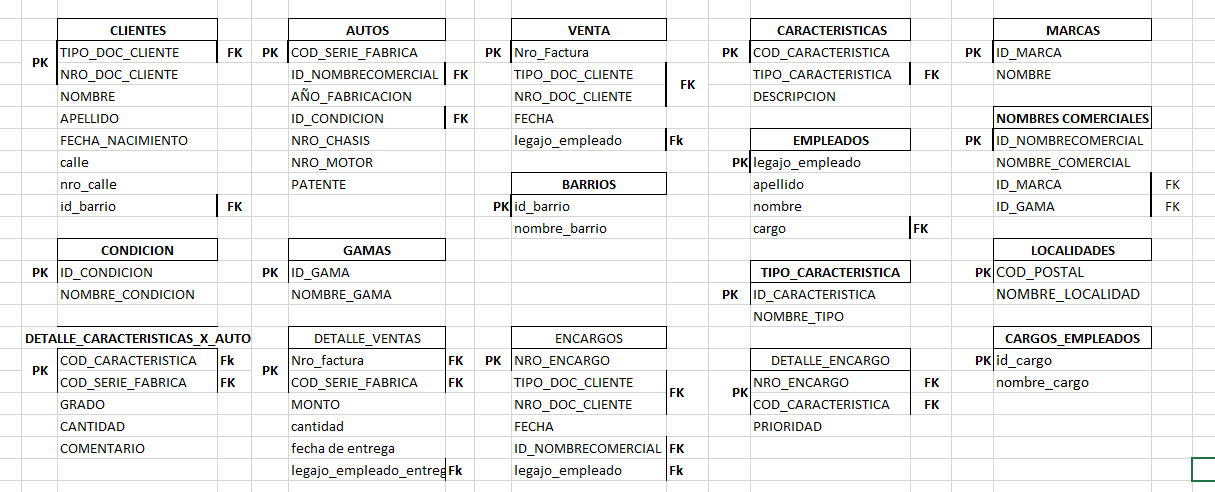 CLIENTES
PK
TIPO_DOC_CLIENTE FK
NRO_DOC_CLIENTE
NOMBRE
APELLIDO
FECHA_NACIMIENTO
calle
nro_calle
id_barrio FK
AUTOS
PK COD_SERIE_FABRICA
ID_NOMBRECOMERCIAL FK
AÑO_FABRICACION
ID_CONDICION FK
NRO_CHASIS
NRO_MOTOR
PATENTE
VENTA
PK Nro_Factura
TIPO_DOC_CLIENTE
FK
NRO_DOC_CLIENTE
FECHA
legajo_empleado Fk
BARRIOS
PK id_barrio
nombre_barrio
CARACTERISTICAS
PK COD_CARACTERISTICA
TIPO_CARACTERISTICA FK
DESCRIPCION
EMPLEADOS
PK legajo_empleado
apellido
nombre
cargo FK
MARCAS
PK ID_MARCA
NOMBRE
NOMBRES COMERCIALES
PK ID_NOMBRECOMERCIAL
NOMBRE_COMERCIAL
ID_MARCA FK
ID_GAMA FK
CONDICION
PK ID_CONDICION
NOMBRE_CONDICION
GAMAS
PK ID_GAMA
NOMBRE_GAMA
TIPO_CARACTERISTICA
PK ID_CARACTERISTICA
NOMBRE_TIPO
LOCALIDADES
PK COD_POSTAL
NOMBRE_LOCALIDAD
DETALLE_CARACTERISTICAS_X_AUTO
PK
COD_CARACTERISTICA Fk
COD_SERIE_FABRICA FK
GRADO
CANTIDAD
COMENTARIO
DETALLE_VENTAS
PK
Nro_factura FK
COD_SERIE_FABRICA FK
MONTO
cantidad
fecha de entrega
legajo_empleado_entreg Fk
ENCARGOS
PK NRO_ENCARGO
TIPO_DOC_CLIENTE
FK
NRO_DOC_CLIENTE
FECHA
ID_NOMBRECOMERCIAL FK
legajo_empleado Fk
DETALLE_ENCARGO
PK
NRO_ENCARGO FK
COD_CARACTERISTICA FK
PRIORIDAD
CARGOS_EMPLEADOS
PK id_cargo
nombre_cargo